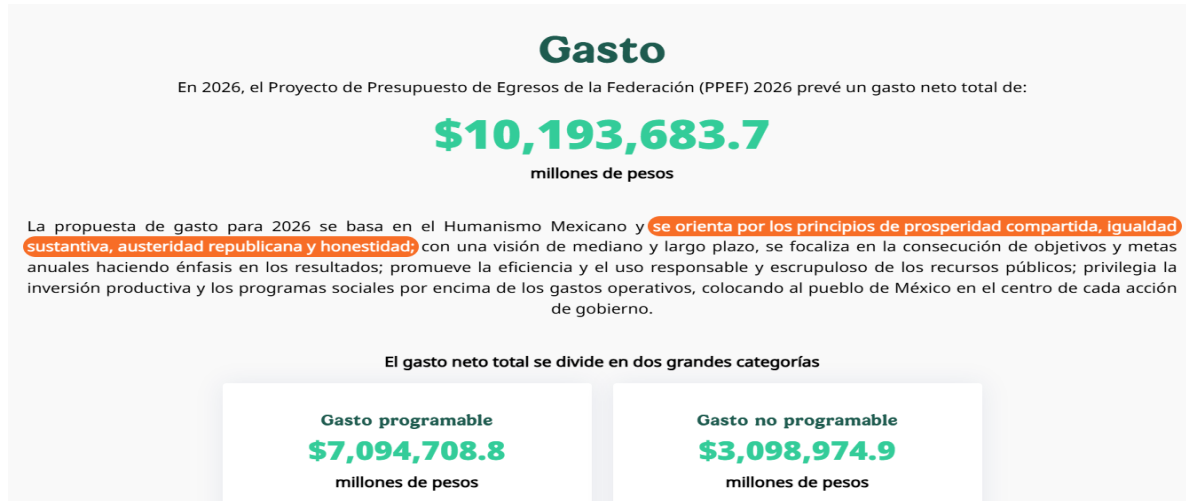 Gasto
En 2026, el Proyecto de Presupuesto de Egresos de la Federación (PPEF) 2026 prevé un gasto neto total de:
$10,193,683.7
millones de pesos
La propuesta de gasto para 2026 se basa en el Humanismo Mexicano y se orienta por los principios de prosperidad compartida, igualdad
sustantiva, austeridad republicana y honestidad; con una visión de mediano y largo plazo, se focaliza en la consecución de objetivos y metas
anuales haciendo énfasis en los resultados; promueve la eficiencia y el uso responsable y escrupuloso de los recursos públicos; privilegia la
inversión productiva y los programas sociales por encima de los gastos operativos, colocando al pueblo de México en el centro de cada acción
de gobierno.
El gasto neto total se divide en dos grandes categorías
Gasto programable
$7,094,708.8
millones de pesos
Gasto no programable
$3,098,974.9
millones de pesos